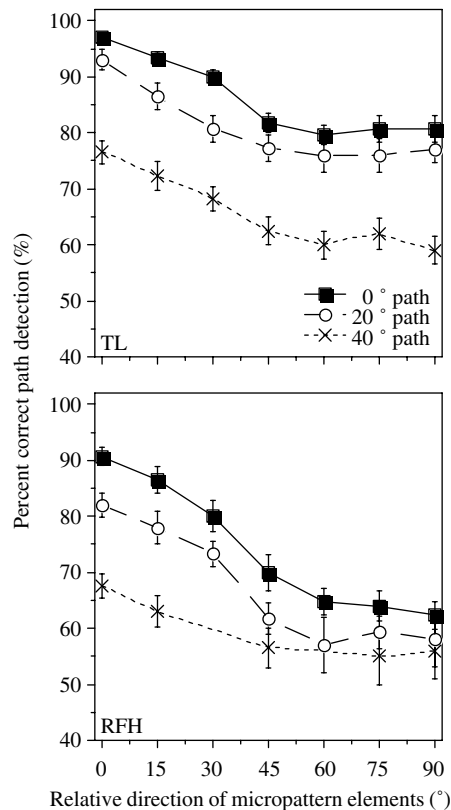 100
90
80
70
60
50
40
TL
0 ° path
20 ° path
40 ° path
Percent correct path detection (%)
100
90
80
70
60
50
40
RFH
0 15 30 45 60 75 90
Relative direction of micropattern elements (°)